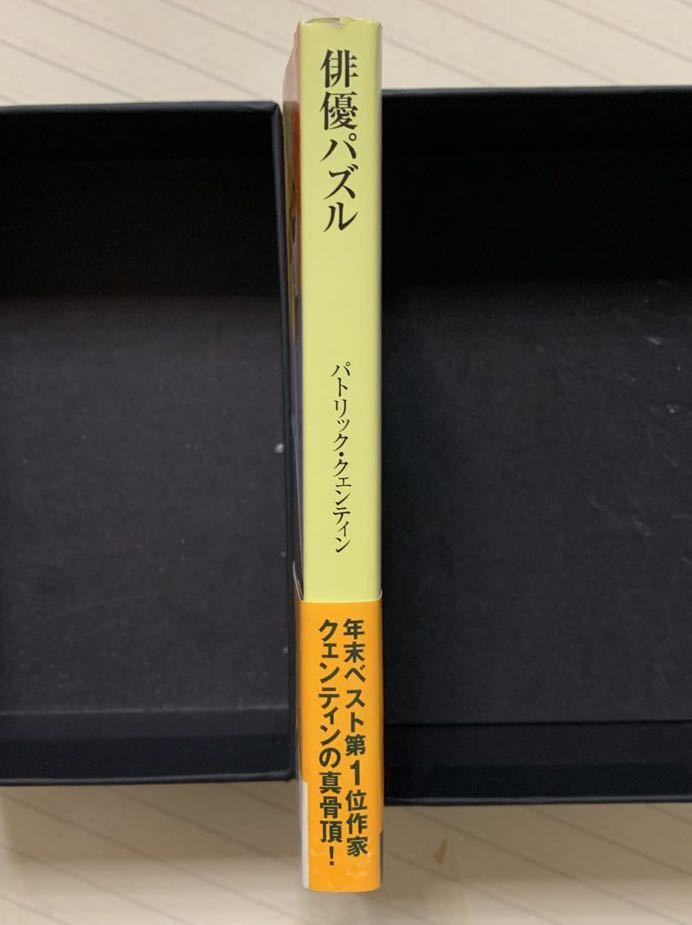 俳優パズル
パトリック・クェンティン
年末ベスト第1位作家
クェンティンの真骨頂！